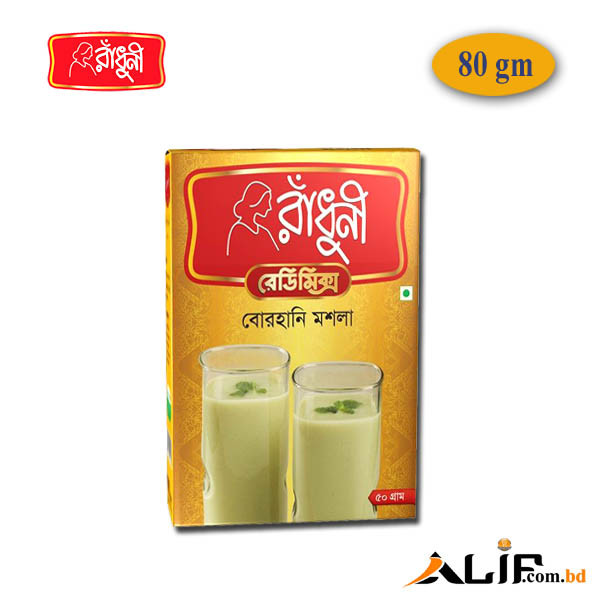 রাঁধুনী
80 gm
রাঁধুনী
রেডিমিক্স
বোরহানি মশলা
৫০ গ্রাম
ALIF.com.bd